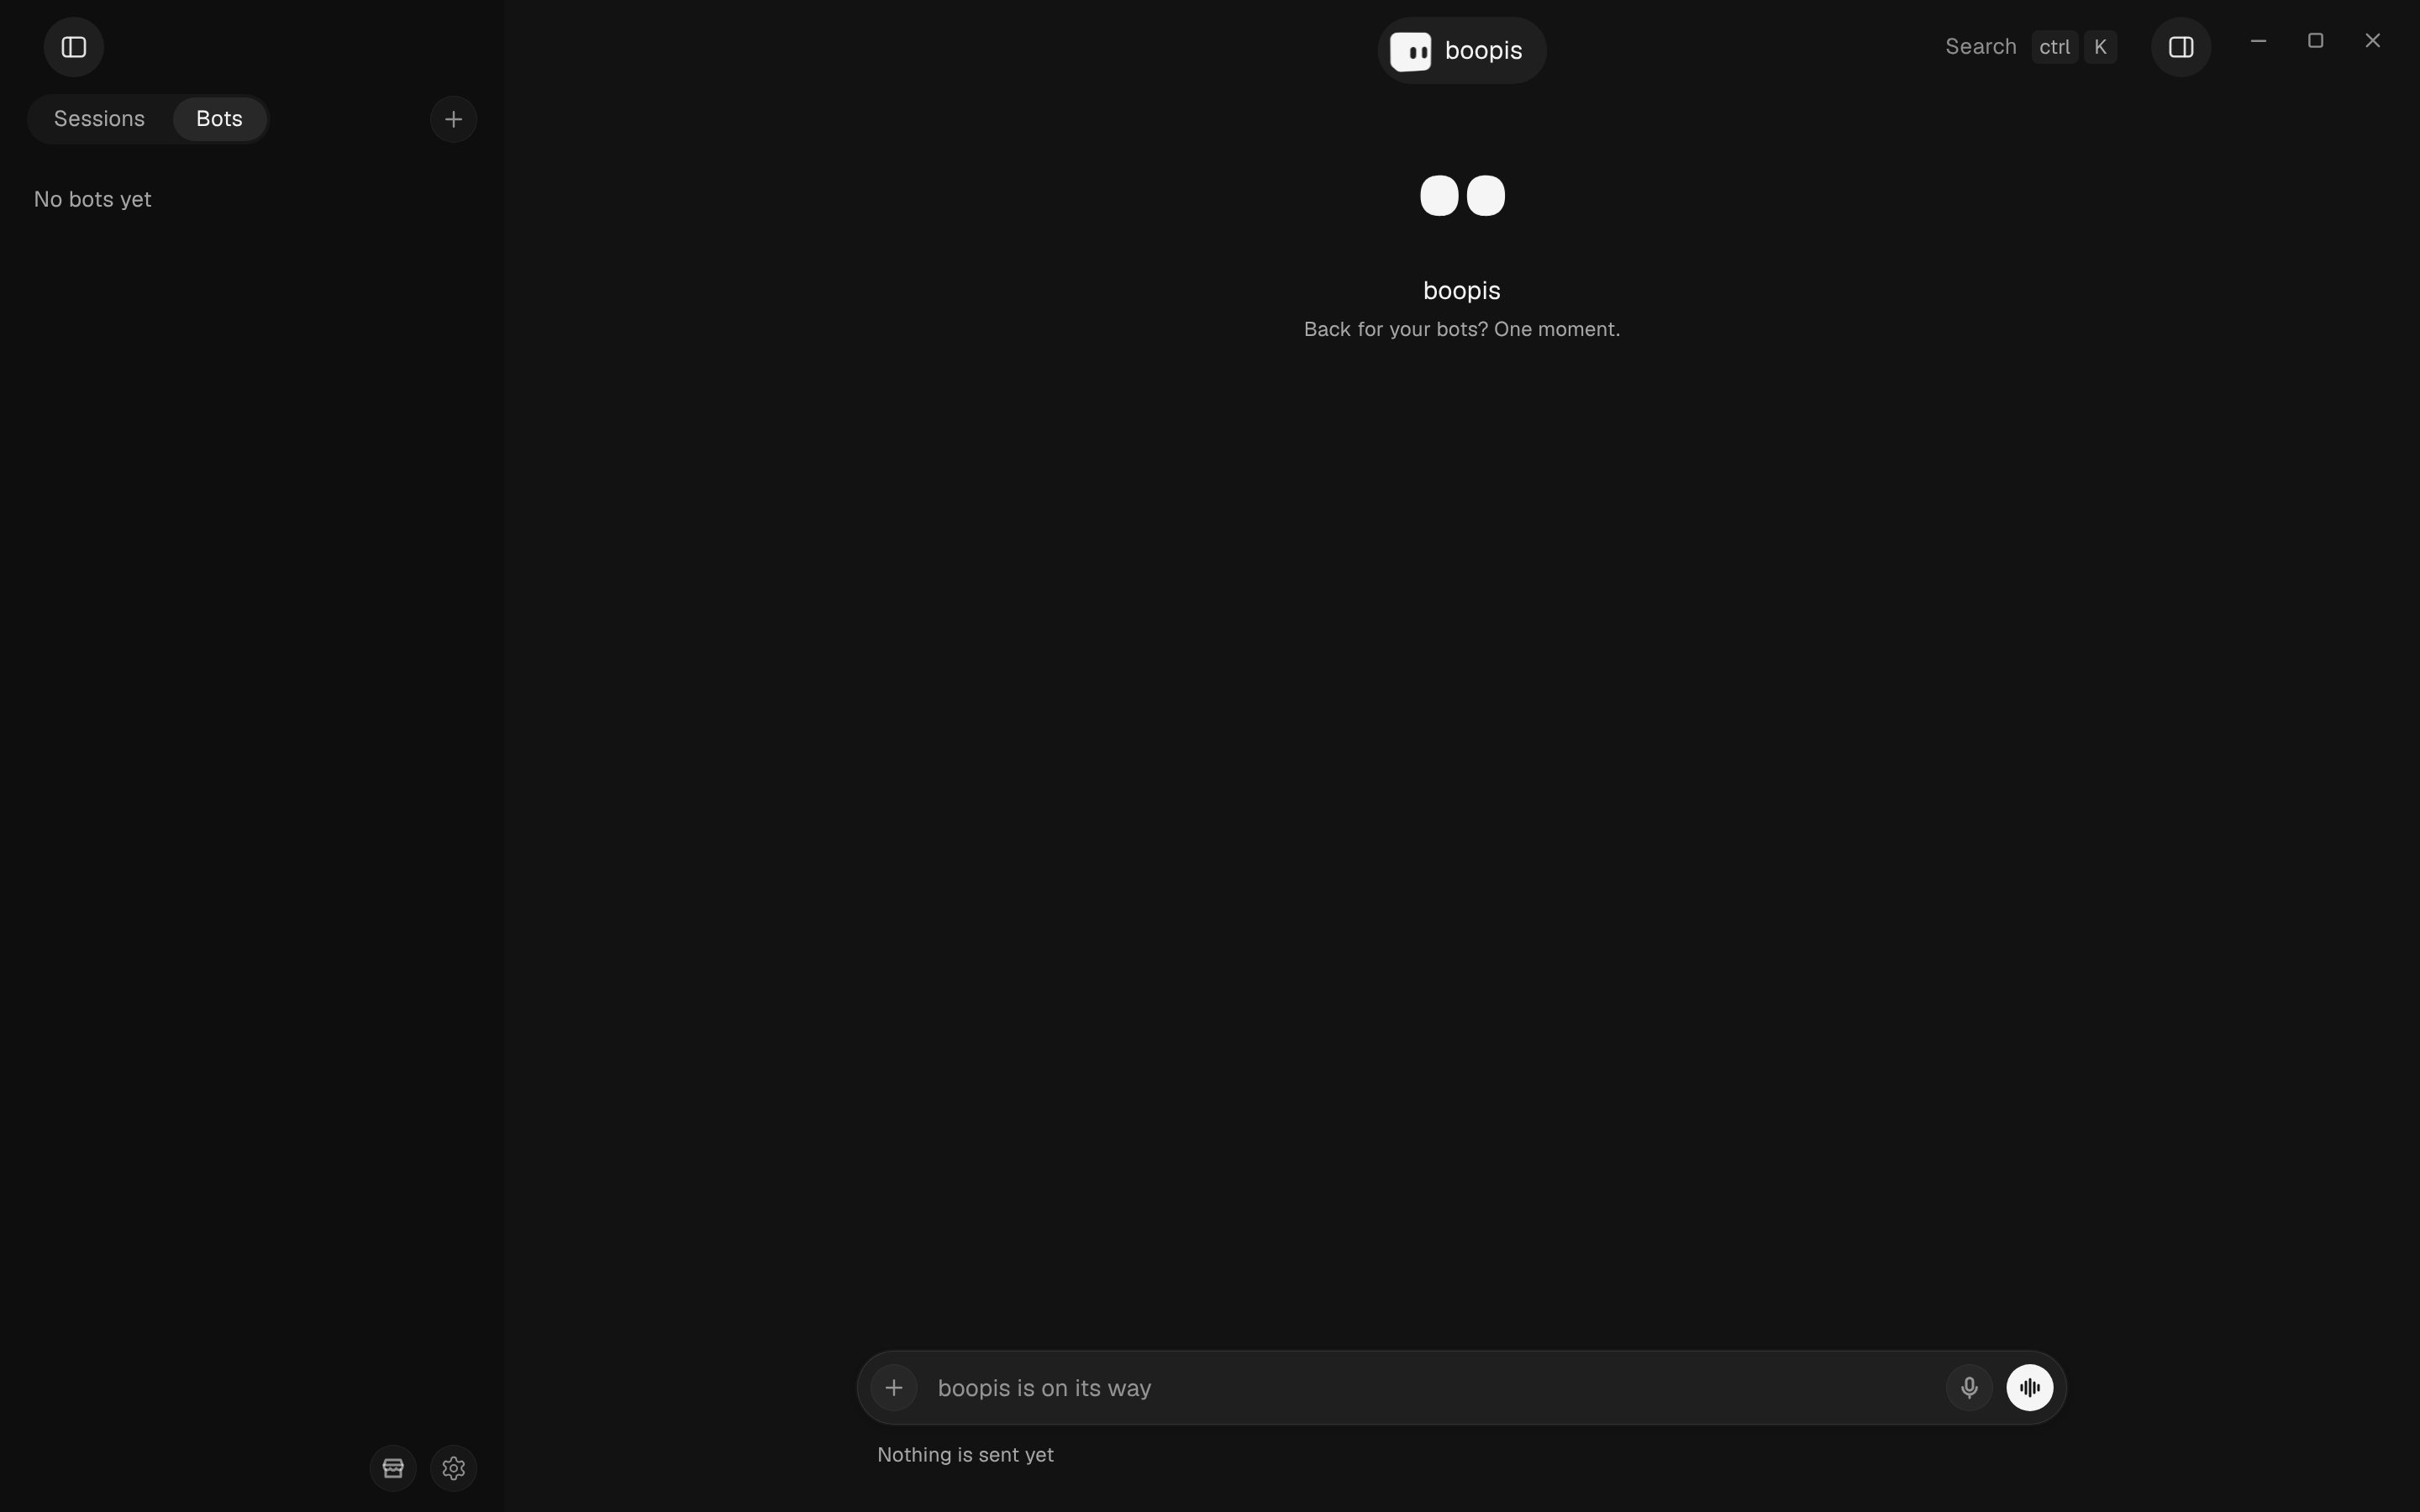 boopis
Search ctrl K
Sessions Bots
No bots yet
boopis
Back for your bots? One moment.
boopis is on its way
Nothing is sent yet